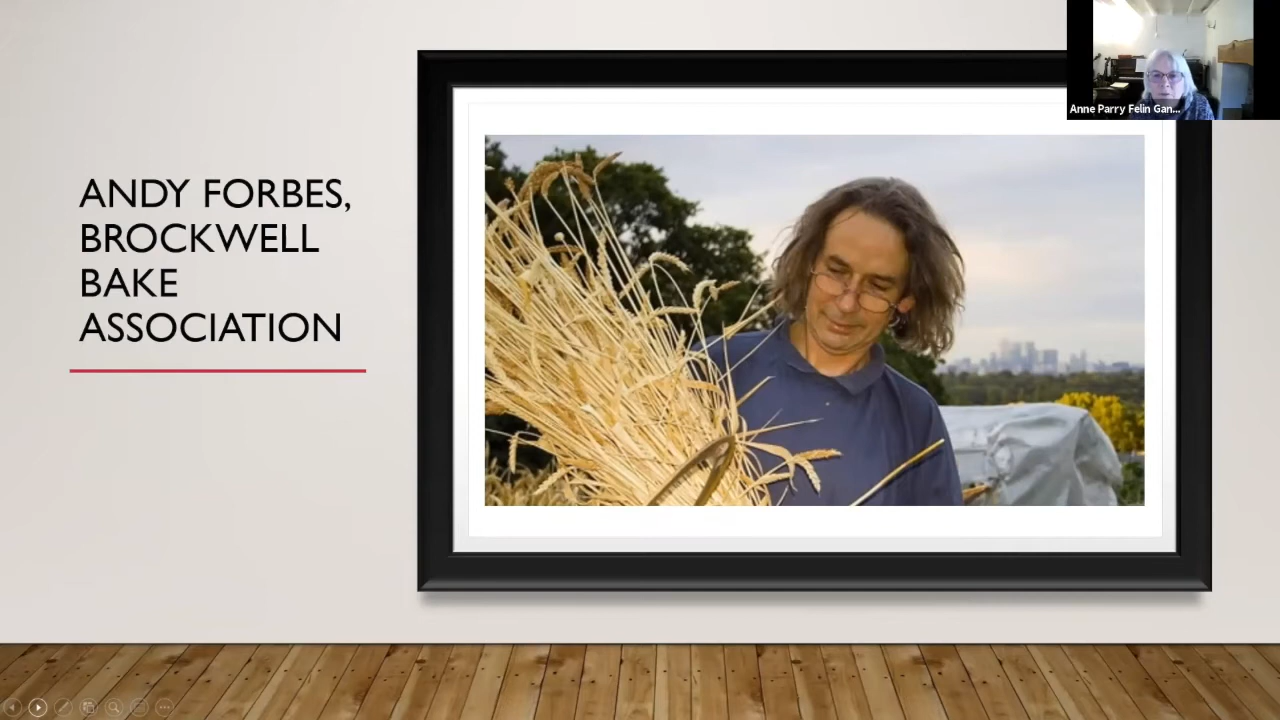 ANDY FORBES,
BROCKWELL
BAKE
ASSOCIATION
Anne Parry Felin Gan...